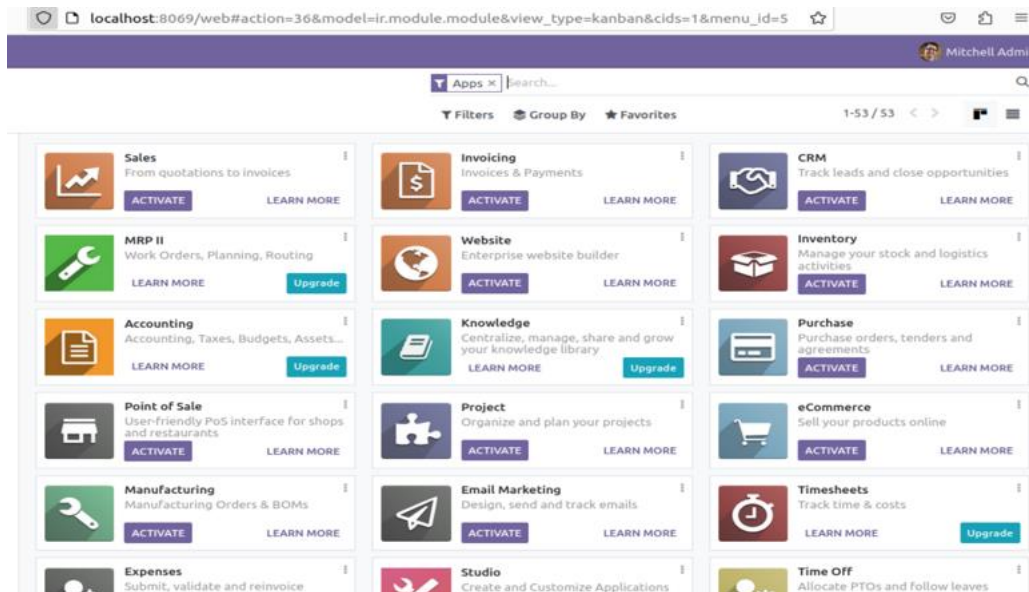 localhost:8069/web#action=36&model=ir.module.module&view_type=kanban&cids=1&menu_id=5
Mitchell Admi
Apps × Search...
Filters Group By Favorites 1-53 / 53
Sales
From quotations to invoices
ACTIVATE LEARN MORE
Invoicing
Invoices & Payments
ACTIVATE LEARN MORE
CRM
Track leads and close opportunities
ACTIVATE LEARN MORE
MRP II
Work Orders, Planning, Routing
LEARN MORE Upgrade
Website
Enterprise website builder
ACTIVATE LEARN MORE
Inventory
Manage your stock and logistics
activities
ACTIVATE LEARN MORE
Accounting
Accounting, Taxes, Budgets, Assets...
LEARN MORE Upgrade
Knowledge
Centralize, manage, share and grow
your knowledge library
LEARN MORE Upgrade
Purchase
Purchase orders, tenders and
agreements
ACTIVATE LEARN MORE
Point of Sale
User-friendly PoS interface for shops
and restaurants
ACTIVATE LEARN MORE
Project
Organize and plan your projects
ACTIVATE LEARN MORE
eCommerce
Sell your products online
ACTIVATE LEARN MORE
Manufacturing
Manufacturing Orders & BOMs
ACTIVATE LEARN MORE
Email Marketing
Design, send and track emails
ACTIVATE LEARN MORE
Timesheets
Track time & costs
LEARN MORE Upgrade
Expenses
Submit, validate and reinvoice
Studio
Create and Customize Applications
Time Off
Allocate PTOs and follow leaves